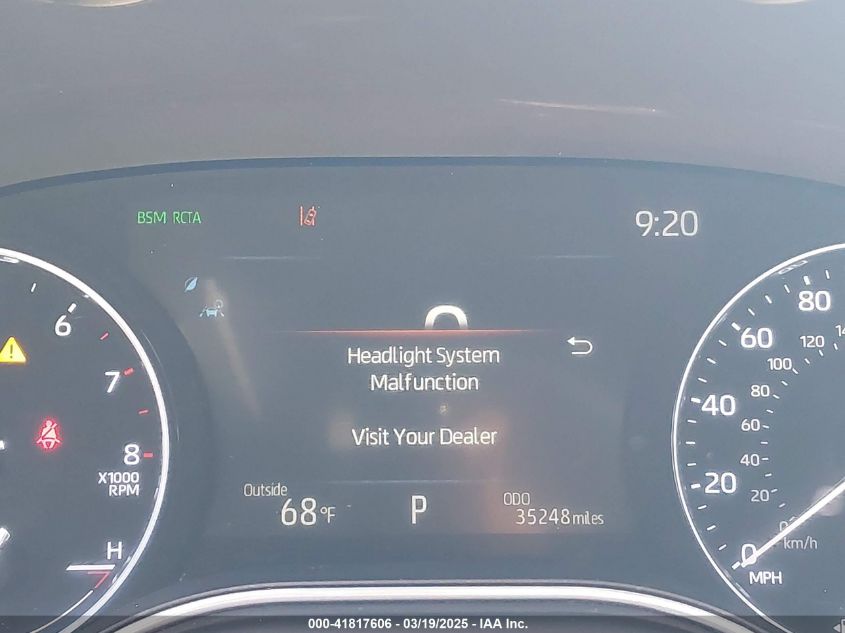 BSM RCTA
9:20
6
7
8
X1000
RPM
H
Headlight System
Malfunction
Visit Your Dealer
Outside
68°F
P
ODO
35248 miles
80
60
40
20
0
MPH
120
100
80
60
40
20
km/h
000-41817606 - 03/19/2025 - IAA Inc.